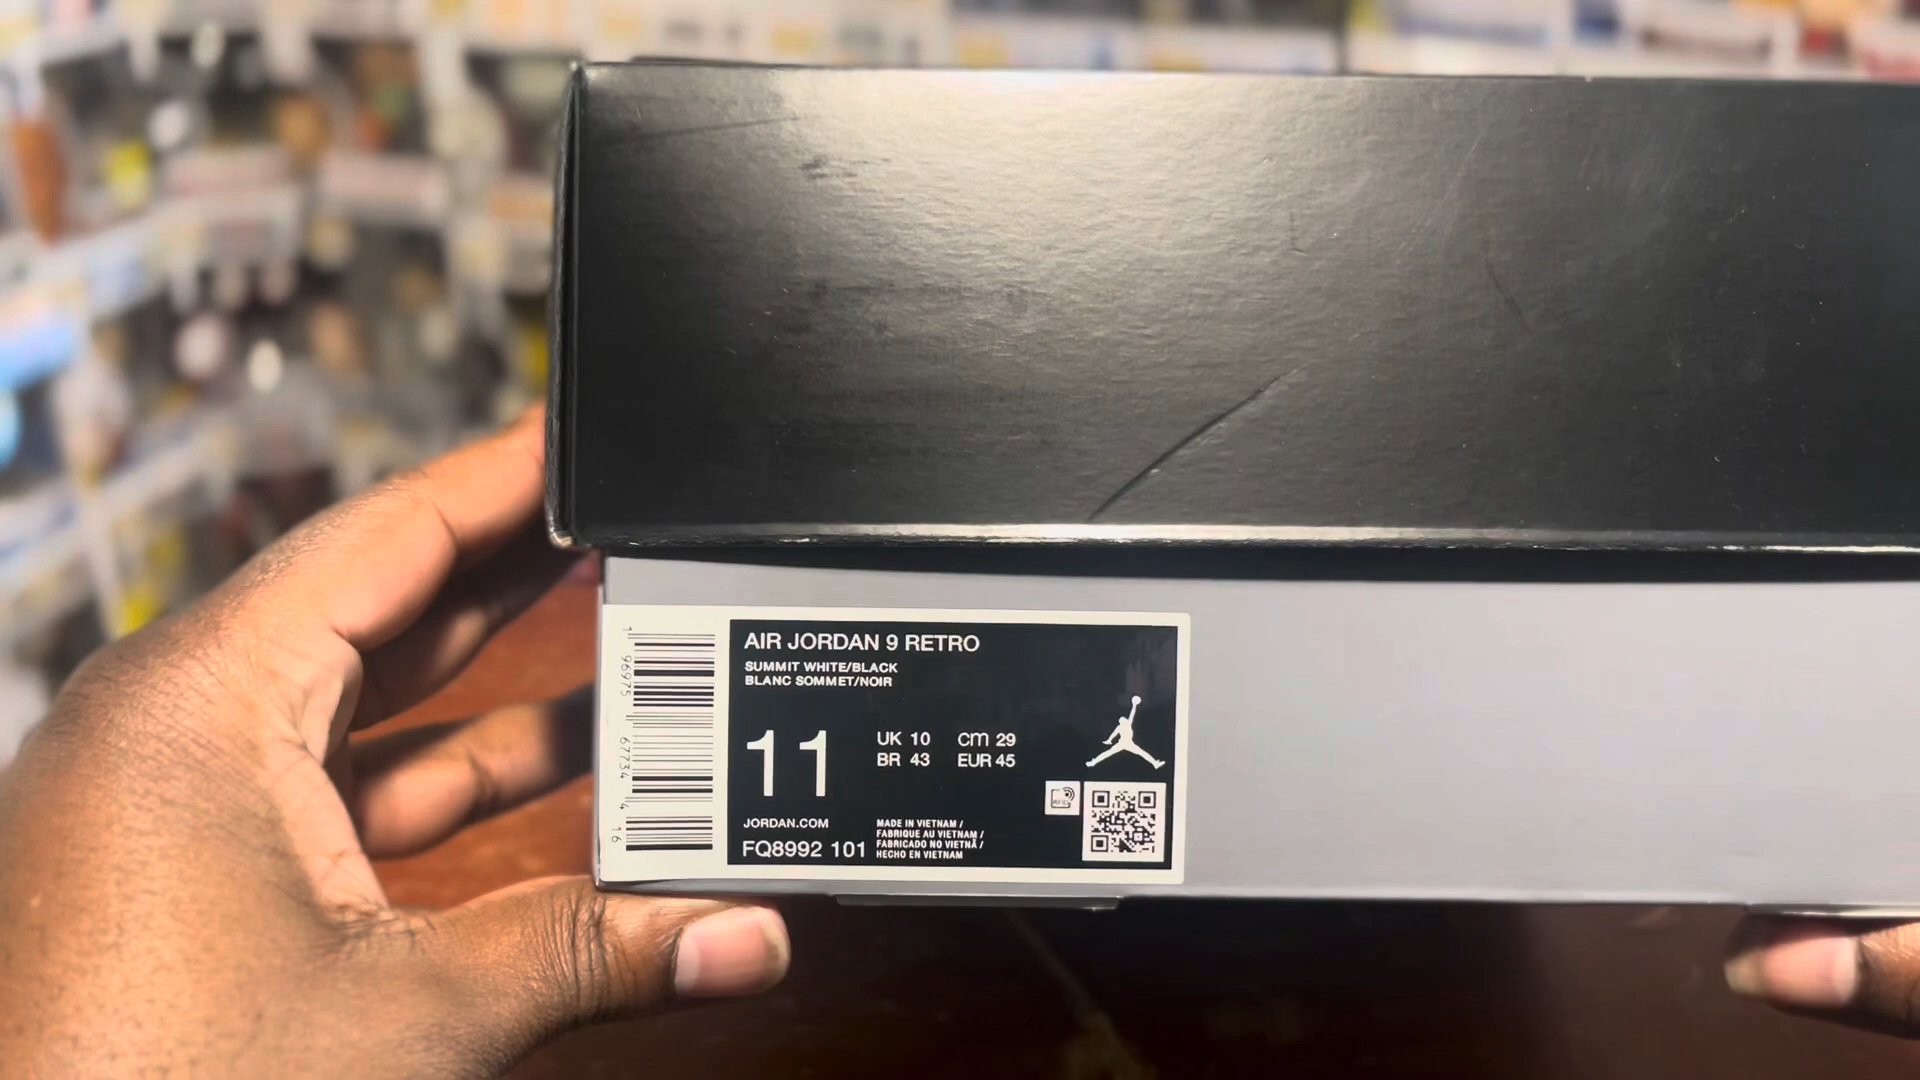 AIR JORDAN 9 RETRO
SUMMIT WHITE/BLACK
BLANC SOMMET/NOIR
11
UK 10 cm 29
BR 43 EUR 45
JORDAN.COM
FQ8992 101
MADE IN VIETNAM /
FABRIQUE AU VIETNAM /
FABRICADO NO VIETNÃ /
HECHO EN VIETNAM
1 96975 67734 4 16